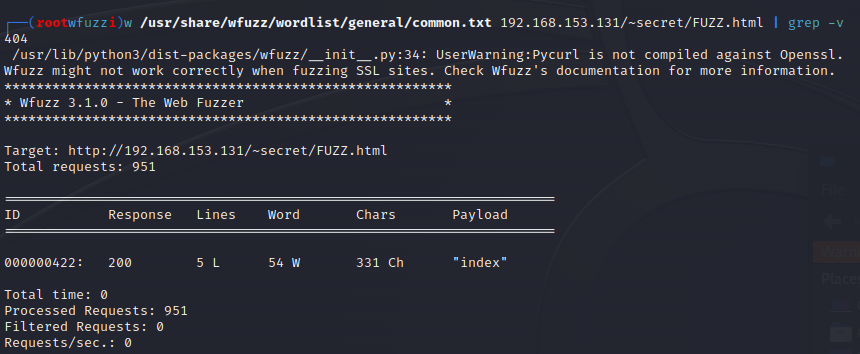 ┌──(rootwfuzzi)w /usr/share/wfuzz/wordlist/general/common.txt 192.168.153.131/~secret/FUZZ.html | grep -v
404
 /usr/lib/python3/dist-packages/wfuzz/__init__.py:34: UserWarning:Pycurl is not compiled against Openssl.
Wfuzz might not work correctly when fuzzing SSL sites. Check Wfuzz's documentation for more information.
********************************************************
* Wfuzz 3.1.0 - The Web Fuzzer                         *
********************************************************
Target: http://192.168.153.131/~secret/FUZZ.html
Total requests: 951
=====================================================================
ID           Response   Lines    Word       Chars       Payload
=====================================================================
000000422:   200        5 L      54 W       331 Ch      "index"
Total time: 0
Processed Requests: 951
Filtered Requests: 0
Requests/sec.: 0